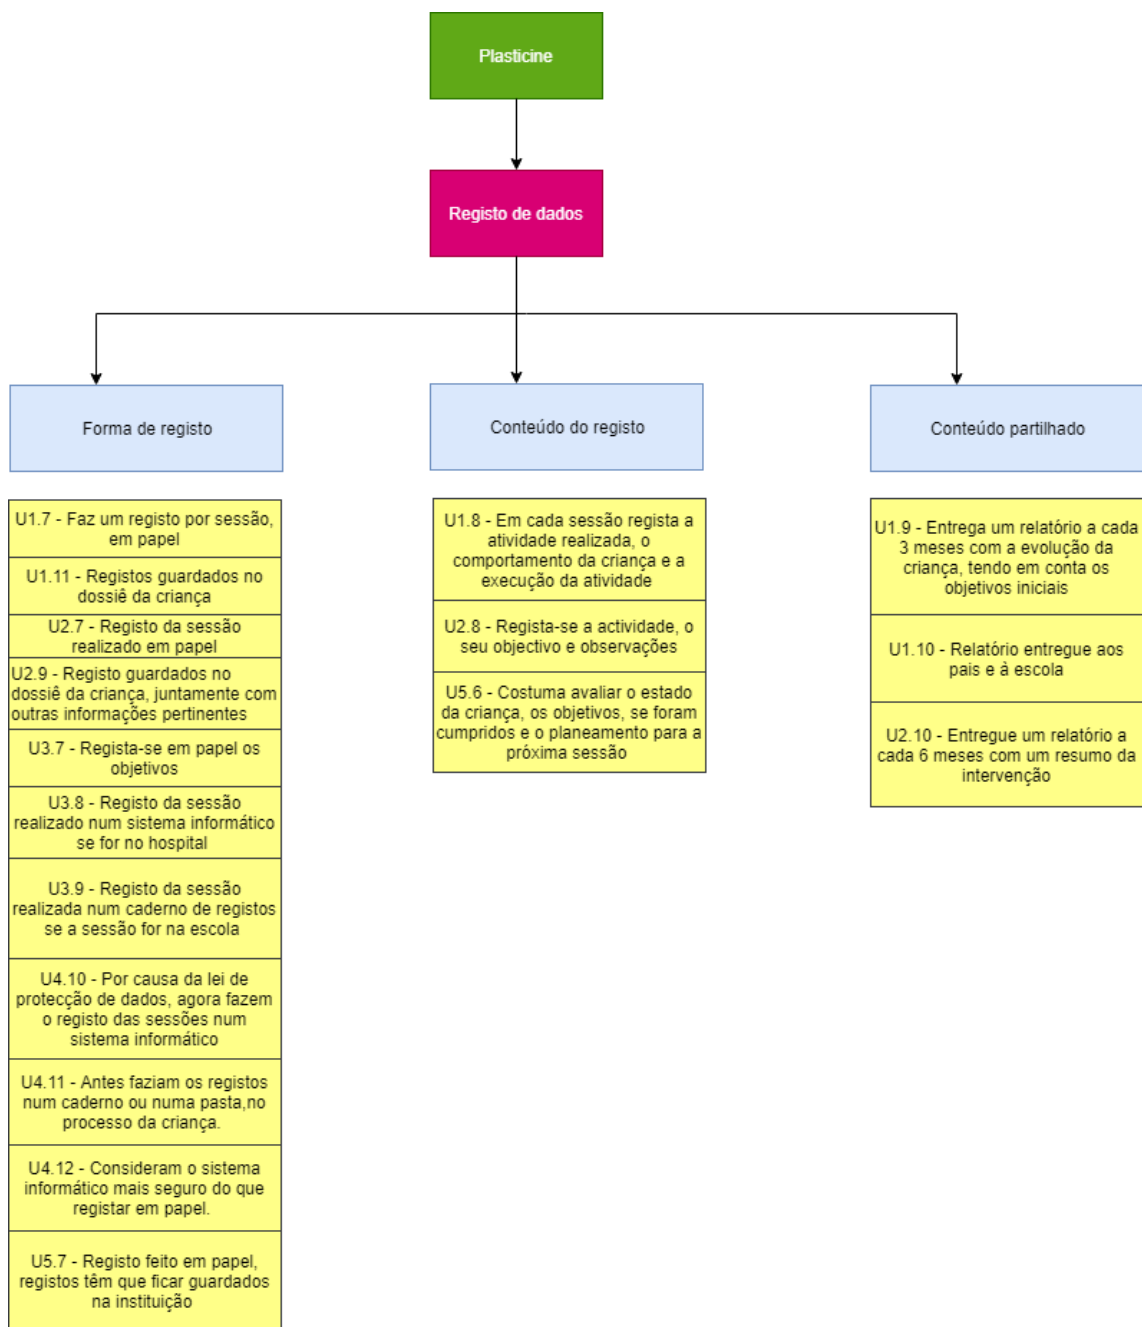 Plasticine
Registo de dados
Forma de registo
U1.7 - Faz um registo por sessão,
em papel
U1.11 - Registos guardados no
dossiê da criança
U2.7 - Registo da sessão
realizado em papel
U2.9 - Registo guardados no
dossiê da criança, juntamente com
outras informações pertinentes
U3.7 - Regista-se em papel os
objetivos
U3.8 - Registo da sessão
realizado num sistema informático
se for no hospital
U3.9 - Registo da sessão
realizada num caderno de registos
se a sessão for na escola
U4.10 - Por causa da lei de
protecção de dados, agora fazem
o registo das sessões num
sistema informático
U4.11 - Antes faziam os registos
num caderno ou numa pasta,no
processo da criança.
U4.12 - Consideram o sistema
informático mais seguro do que
registar em papel.
U5.7 - Registo feito em papel,
registos têm que ficar guardados
na instituição
Conteúdo do registo
U1.8 - Em cada sessão regista a
atividade realizada, o
comportamento da criança e a
execução da atividade
U2.8 - Regista-se a actividade, o
seu objectivo e observações
U5.6 - Costuma avaliar o estado
da criança, os objetivos, se foram
cumpridos e o planeamento para a
próxima sessão
Conteúdo partilhado
U1.9 - Entrega um relatório a cada
3 meses com a evolução da
criança, tendo em conta os
objetivos iniciais
U1.10 - Relatório entregue aos
pais e à escola
U2.10 - Entregue um relatório a
cada 6 meses com um resumo da
intervenção